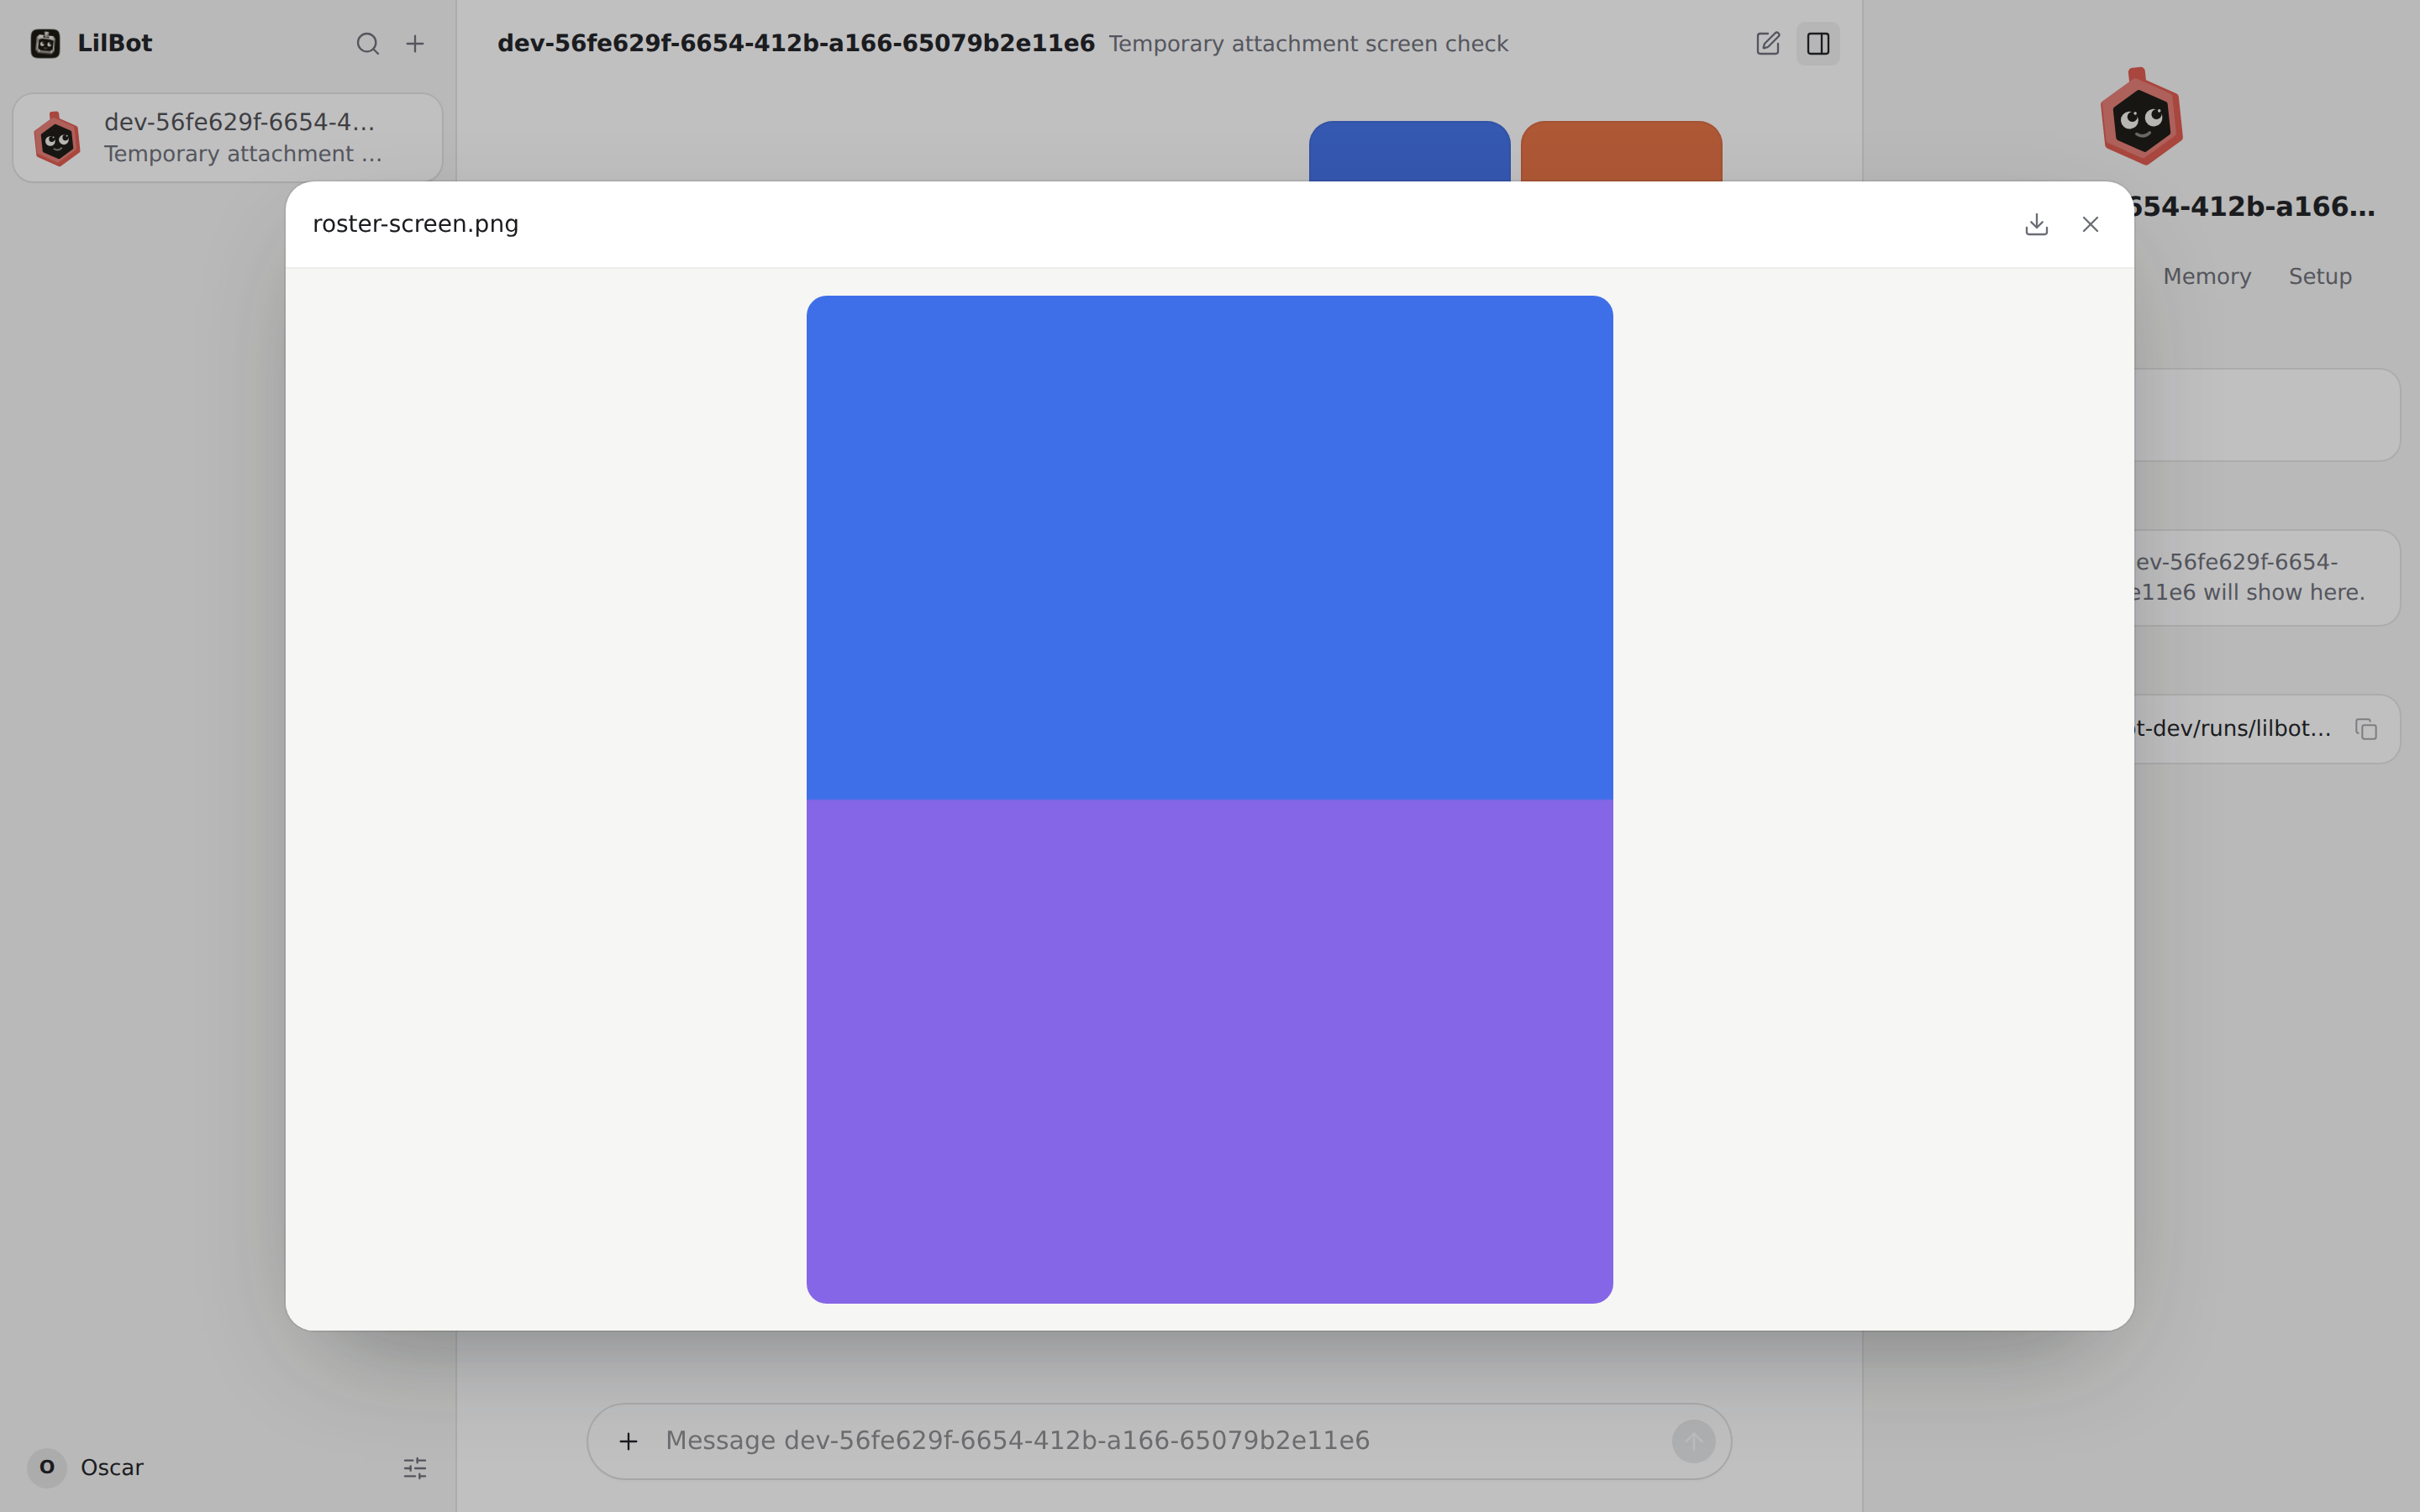 LilBot
dev-56fe629f-6654-412b-a166-65079b2e11e6 Temporary attachment screen check
dev-56fe629f-6654-4...
Temporary attachment ...
roster-screen.png
654-412b-a166...
Memory Setup
ev-56fe629f-6654-
e11e6 will show here.
t-dev/runs/lilbot...
Message dev-56fe629f-6654-412b-a166-65079b2e11e6
O Oscar